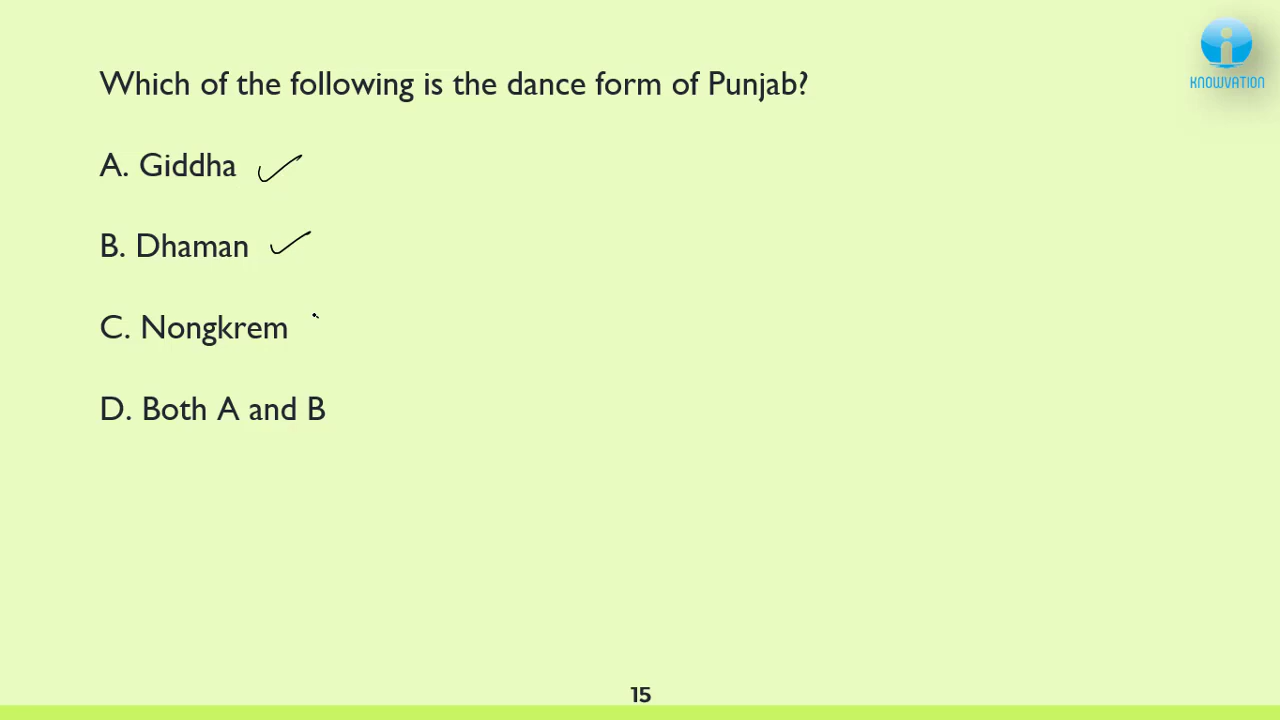 KNOWVATION
Which of the following is the dance form of Punjab?
A. Giddha
B. Dhaman
C. Nongkrem
D. Both A and B
15